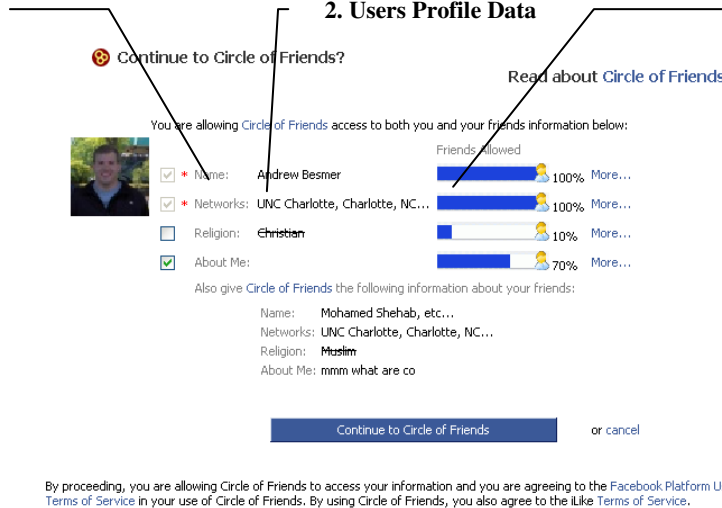 2. Users Profile Data
Continue to Circle of Friends?
Read about Circle of Friends
You are allowing Circle of Friends access to both you and your friends information below:
Friends Allowed
* Name: Andrew Besmer 100% More...
* Networks: UNC Charlotte, Charlotte, NC... 100% More...
Religion: Christian 10% More...
About Me: 70% More...
Also give Circle of Friends the following information about your friends:
Name: Mohamed Shehab, etc...
Networks: UNC Charlotte, Charlotte, NC...
Religion: Muslim
About Me: mmm what are co
Continue to Circle of Friends or cancel
By proceeding, you are allowing Circle of Friends to access your information and you are agreeing to the Facebook Platform U
Terms of Service in your use of Circle of Friends. By using Circle of Friends, you also agree to the iLike Terms of Service.